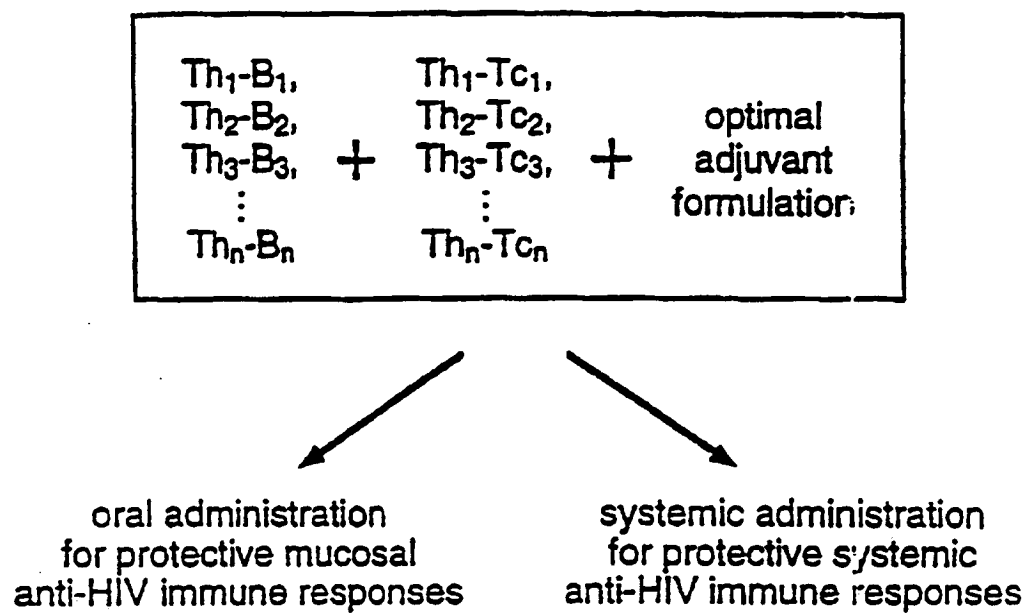 Th₁-B₁,
Th₂-B₂,
Th₃-B₃,
⋮
Thₙ-Bₙ
+
Th₁-Tc₁,
Th₂-Tc₂,
Th₃-Tc₃,
⋮
Thₙ-Tcₙ
+
optimal
adjuvant
formulation
oral administration
for protective mucosal
anti-HIV immune responses
systemic administration
for protective systemic
anti-HIV immune responses